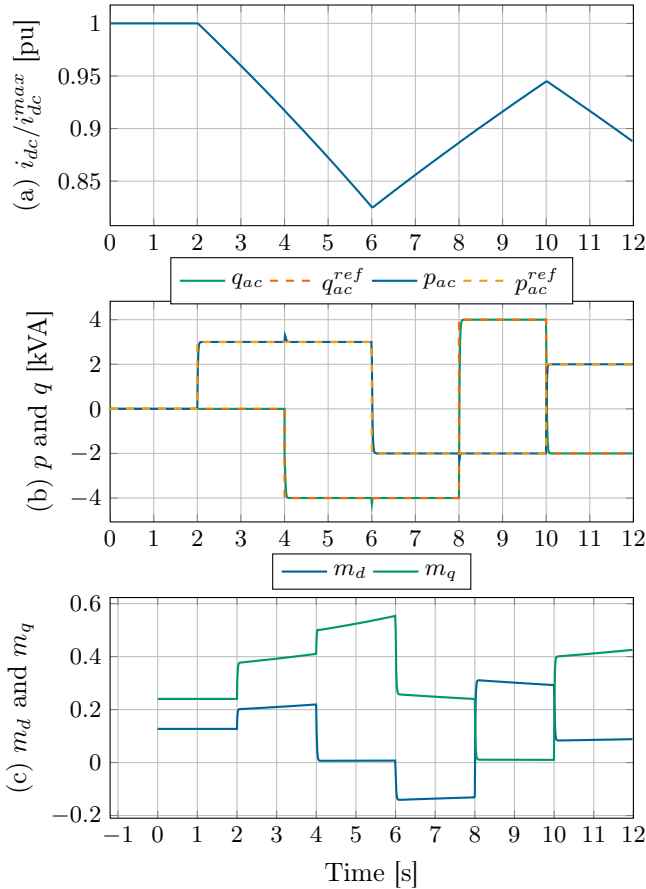 (a) i_dc/i_dc^max [pu]
1
0.95
0.9
0.85
0 1 2 3 4 5 6 7 8 9 10 11 12
q_ac q_ac^ref p_ac p_ac^ref
(b) p and q [kVA]
4
2
0
−2
−4
0 1 2 3 4 5 6 7 8 9 10 11 12
m_d m_q
(c) m_d and m_q
0.6
0.4
0.2
0
−0.2
−1 0 1 2 3 4 5 6 7 8 9 10 11 12
Time [s]